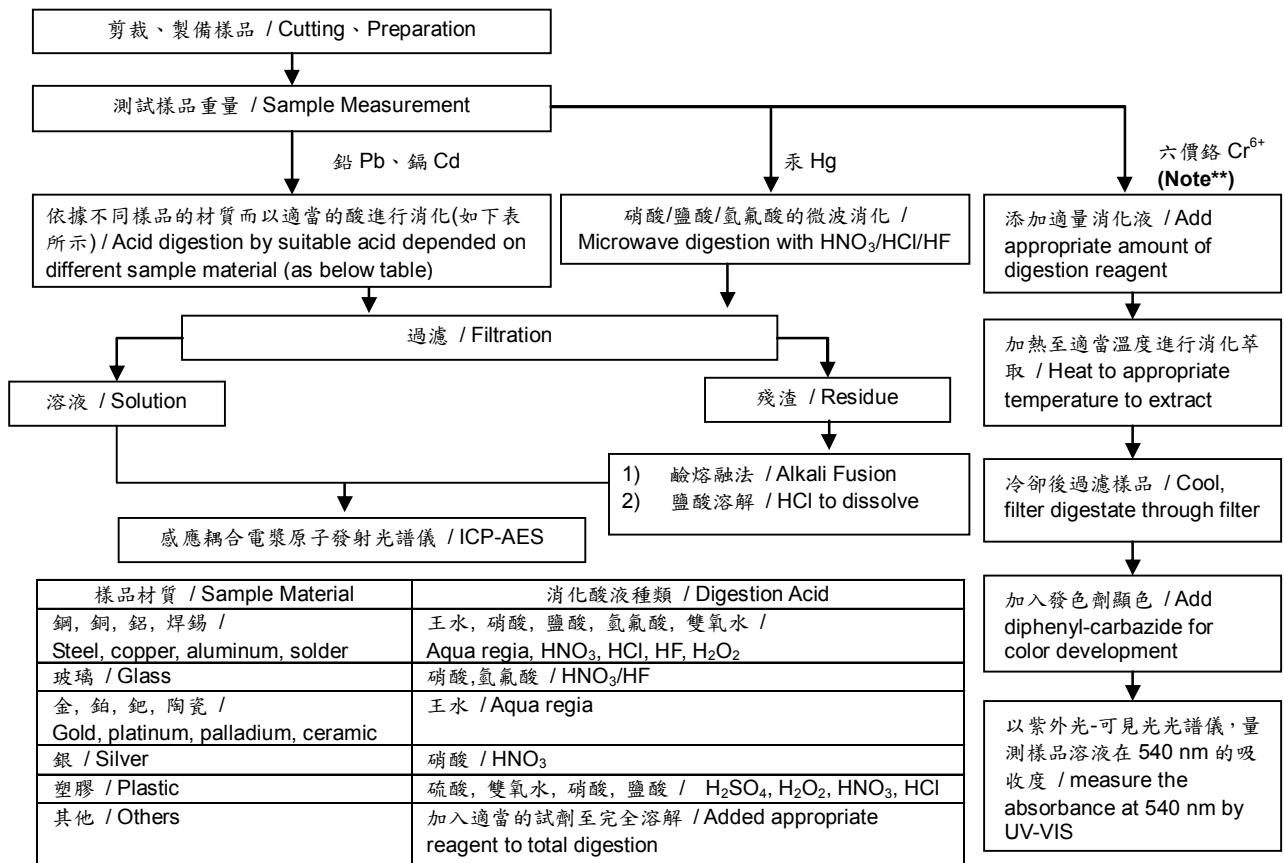 剪裁、製備樣品 / Cutting、Preparation
測試樣品重量 / Sample Measurement
鉛 Pb、鎘 Cd
汞 Hg
六價鉻 Cr⁶⁺
(Note**)
依據不同樣品的材質而以適當的酸進行消化(如下表
所示) / Acid digestion by suitable acid depended on
different sample material (as below table)
硝酸/鹽酸/氫氟酸的微波消化 /
Microwave digestion with HNO₃/HCl/HF
添加適量消化液 / Add
appropriate amount of
digestion reagent
過濾 / Filtration
加熱至適當溫度進行消化萃
取 / Heat to appropriate
temperature to extract
溶液 / Solution
殘渣 / Residue
1) 鹼熔融法 / Alkali Fusion
2) 鹽酸溶解 / HCl to dissolve
冷卻後過濾樣品 / Cool,
filter digestate through filter
感應耦合電漿原子發射光譜儀 / ICP-AES
加入發色劑顯色 / Add
diphenyl-carbazide for
color development
以紫外光-可見光光譜儀，量
測樣品溶液在 540 nm 的吸
收度 / measure the
absorbance at 540 nm by
UV-VIS
樣品材質 / Sample Material
消化酸液種類 / Digestion Acid
鋼, 銅, 鋁, 焊錫 /
Steel, copper, aluminum, solder
王水, 硝酸, 鹽酸, 氫氟酸, 雙氧水 /
Aqua regia, HNO₃, HCl, HF, H₂O₂
玻璃 / Glass
硝酸,氫氟酸 / HNO₃/HF
金, 鉑, 鈀, 陶瓷 /
Gold, platinum, palladium, ceramic
王水 / Aqua regia
銀 / Silver
硝酸 / HNO₃
塑膠 / Plastic
硫酸, 雙氧水, 硝酸, 鹽酸 / H₂SO₄, H₂O₂, HNO₃, HCl
其他 / Others
加入適當的試劑至完全溶解 / Added appropriate
reagent to total digestion